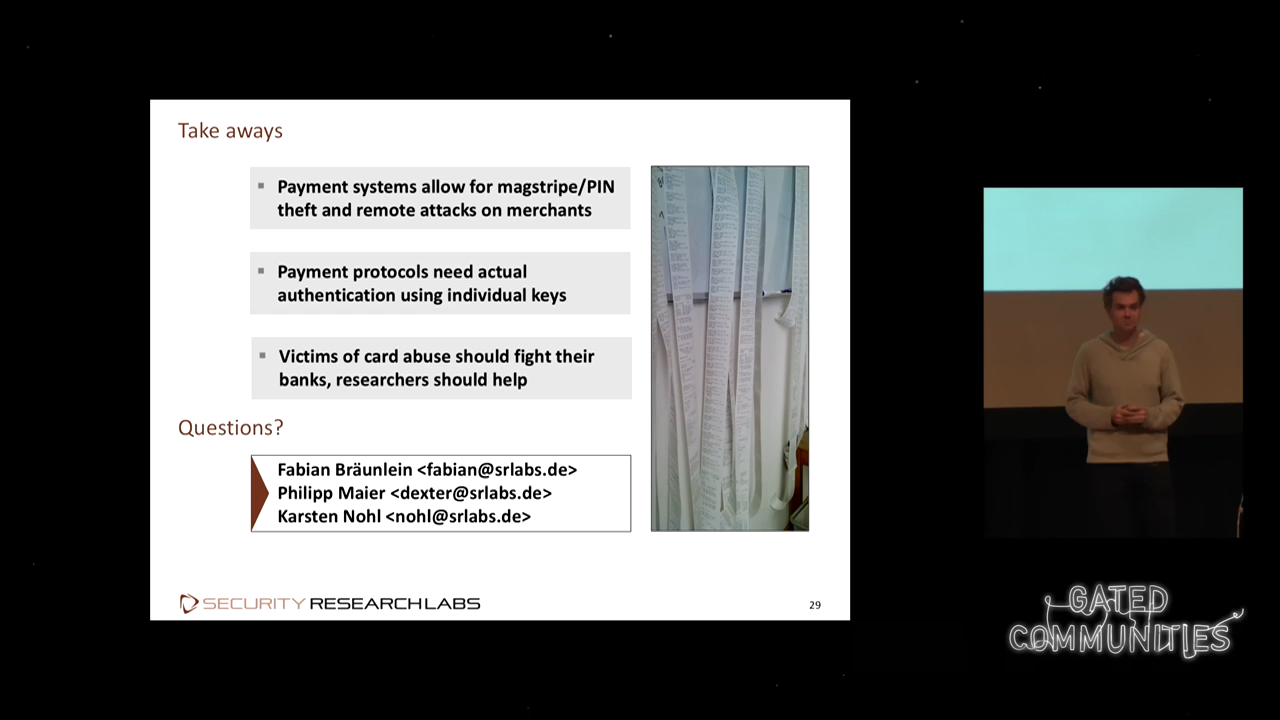 Take aways
▪ Payment systems allow for magstripe/PIN
theft and remote attacks on merchants
▪ Payment protocols need actual
authentication using individual keys
▪ Victims of card abuse should fight their
banks, researchers should help
Questions?
Fabian Bräunlein <fabian@srlabs.de>
Philipp Maier <dexter@srlabs.de>
Karsten Nohl <nohl@srlabs.de>
SECURITY RESEARCH LABS
29
GATED
COMMUNITIES